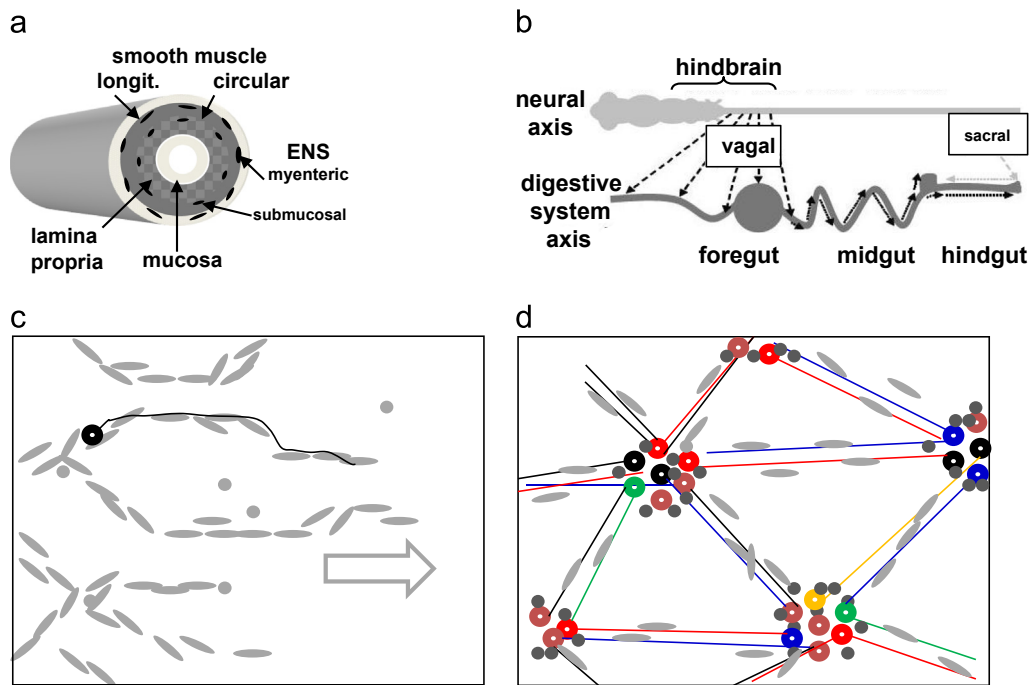 a
smooth muscle
longit. circular
ENS
myenteric
submucosal
lamina
propria
mucosa
b
hindbrain
neural
axis
vagal
sacral
digestive
system
axis
foregut midgut hindgut
c
d